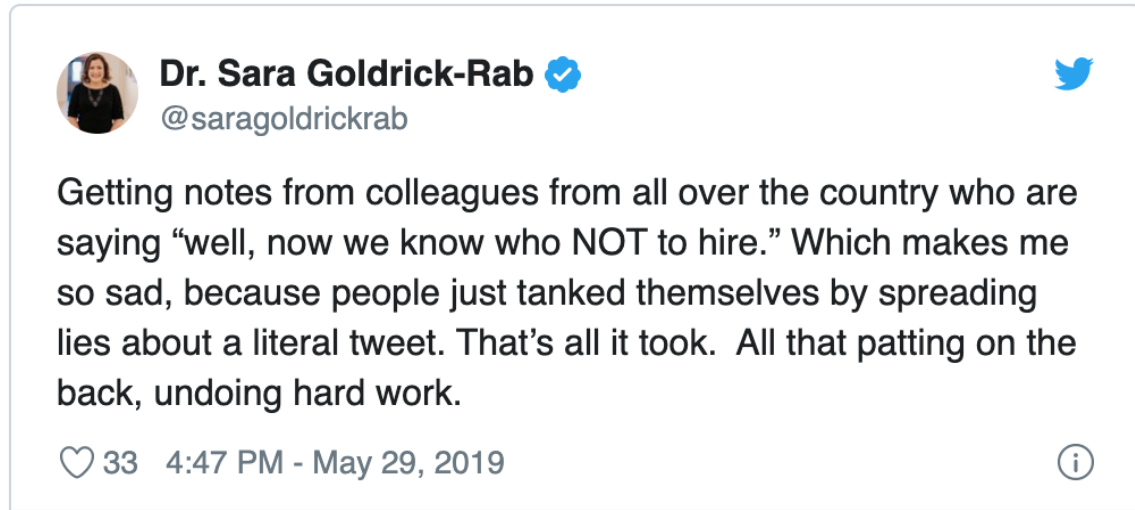 Dr. Sara Goldrick-Rab
@saragoldrickrab
Getting notes from colleagues from all over the country who are
saying “well, now we know who NOT to hire.” Which makes me
so sad, because people just tanked themselves by spreading
lies about a literal tweet. That’s all it took.  All that patting on the
back, undoing hard work.
33 4:47 PM - May 29, 2019